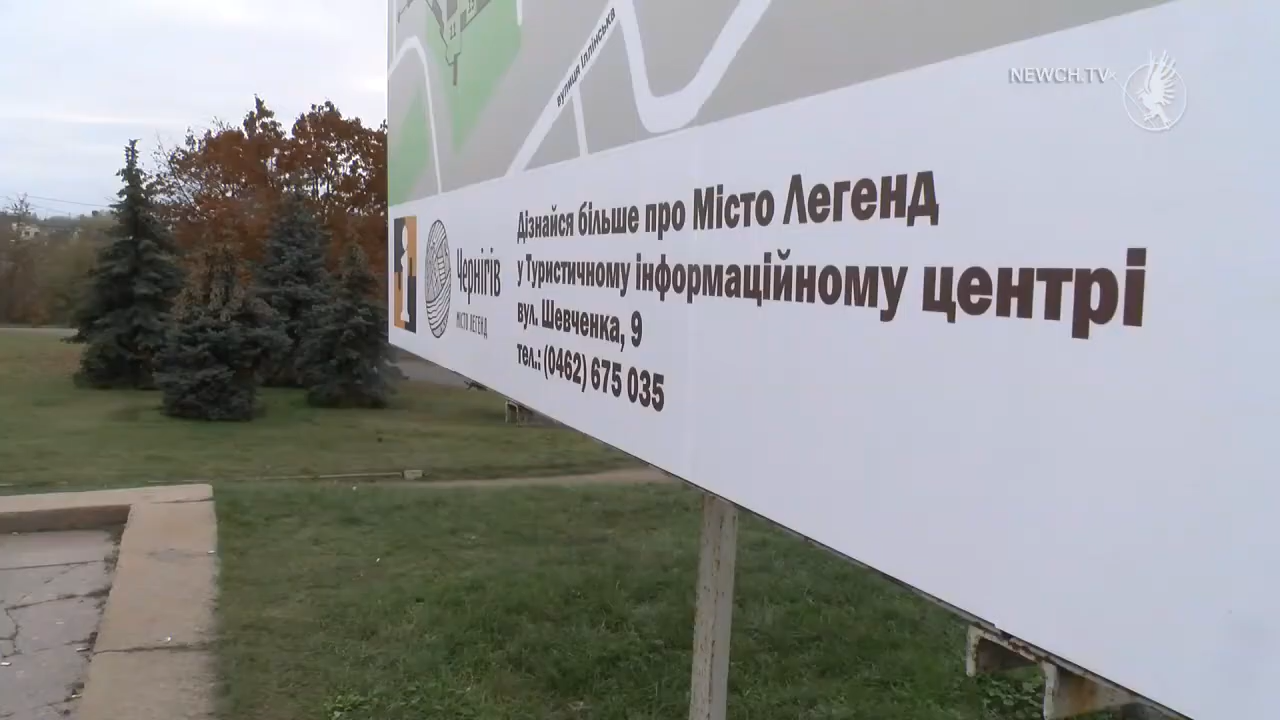 NEWCH.TV
вулиця Іллінська
Дізнайся більше про Місто Легенд
у Туристичному інформаційному центрі
вул. Шевченка, 9
тел.: (0462) 675 035
Чернігів
МІСТО ЛЕГЕНД